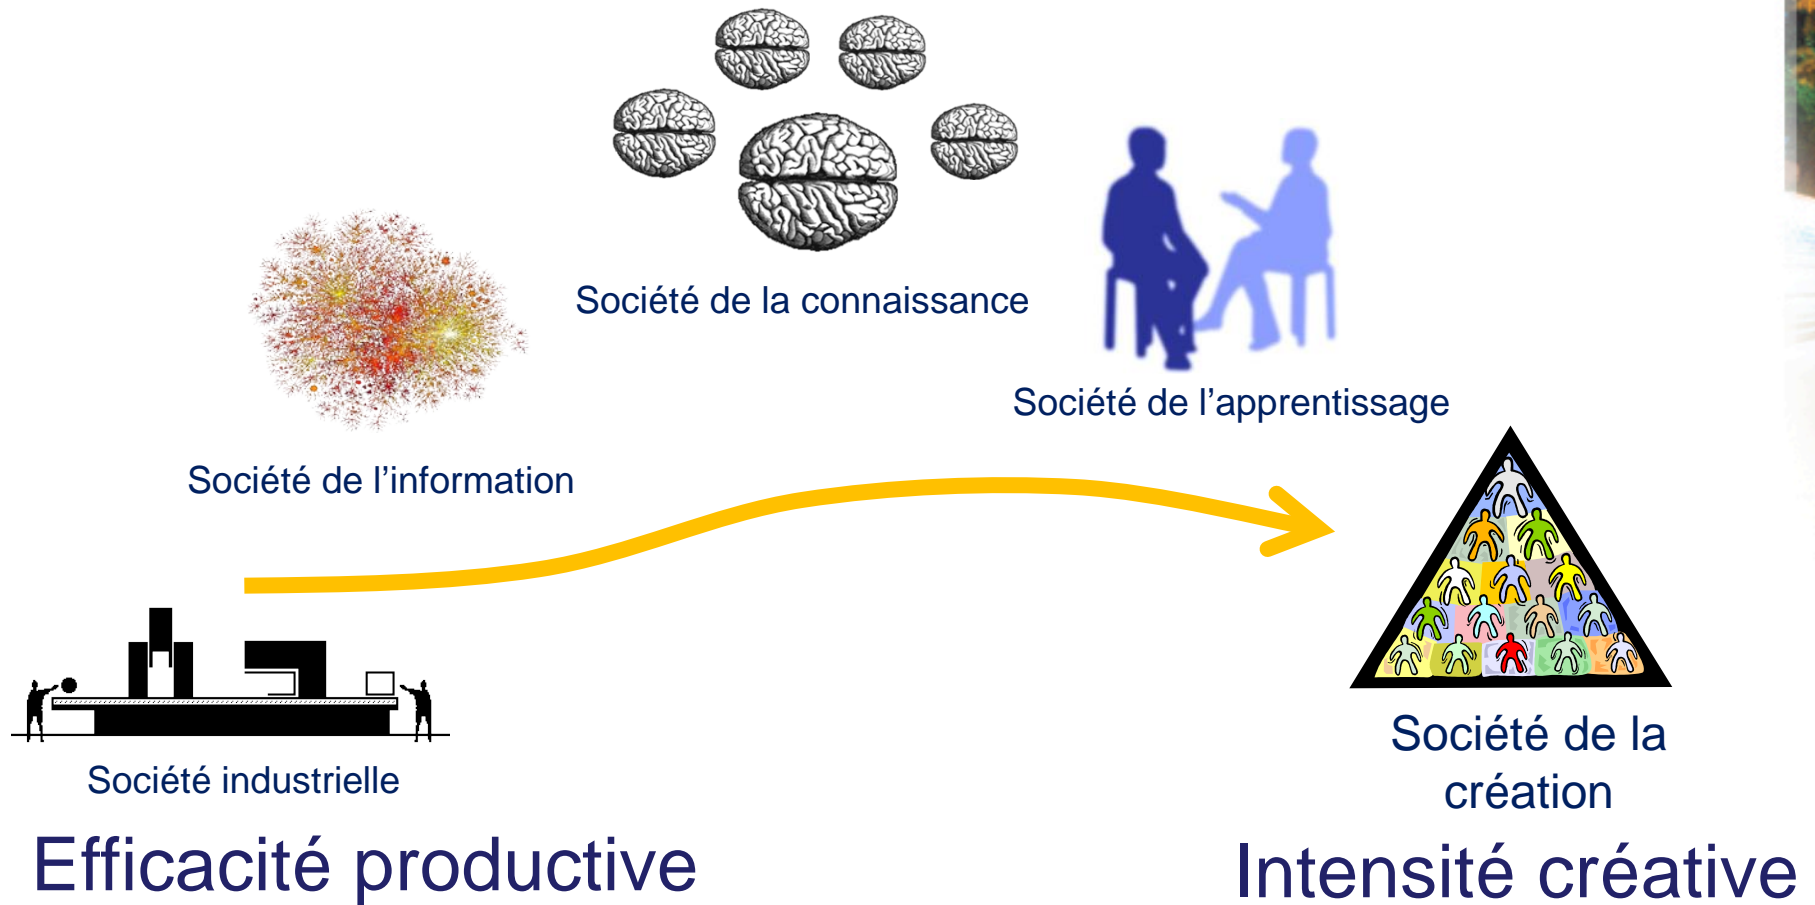 Société de la connaissance
Société de l’apprentissage
Société de l’information
Société industrielle
Société de la
création
Efficacité productive
Intensité créative